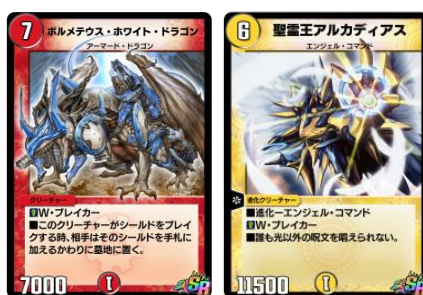 7
ボルメテウス・ホワイト・ドラゴン
アーマード・ドラゴン
クリーチャー
W・ブレイカー
■このクリーチャーがシールドをブレイ
クする時、相手はそのシールドを手札に
加えるかわりに墓地に置く。
7000
1
SR
6
聖霊王アルカディアス
エンジェル・コマンド
進化クリーチャー
■進化－エンジェル・コマンド
W・ブレイカー
■誰も光以外の呪文を唱えられない。
11500
1
SR